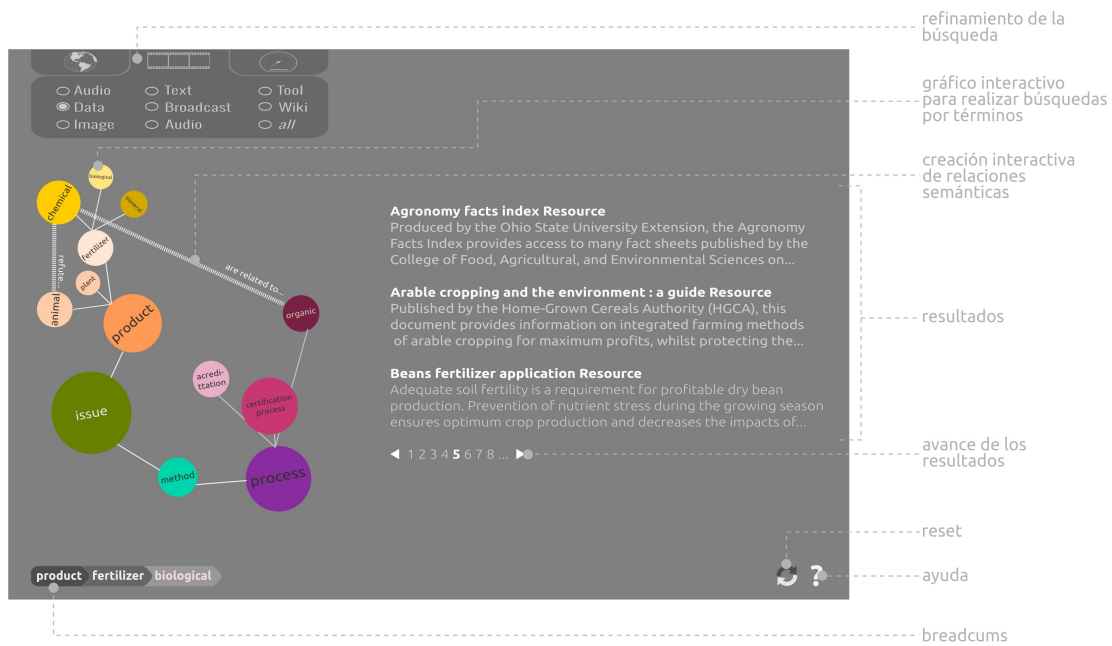 refinamiento de la
búsqueda
Audio
Text
Tool
Data
Broadcast
Wiki
Image
Audio
all
gráfico interactivo
para realizar búsquedas
por términos
creación interactiva
de relaciones
semánticas
biological
chemical
mineral
fertilizer
refute...
plant
animal
product
are related to...
organic
acredi-
ttation
certification
process
issue
method
process
Agronomy facts index Resource
Produced by the Ohio State University Extension, the Agronomy
Facts Index provides access to many fact sheets published by the
College of Food, Agricultural, and Environmental Sciences on...
Arable cropping and the environment : a guide Resource
Published by the Home-Grown Cereals Authority (HGCA), this
document provides information on integrated farming methods
of arable cropping for maximum profits, whilst protecting the...
Beans fertilizer application Resource
Adequate soil fertility is a requirement for profitable dry bean
production. Prevention of nutrient stress during the growing season
ensures optimum crop production and decreases the impacts of...
1 2 3 4 5 6 7 8 ...
resultados
avance de los
resultados
reset
product fertilizer biological
?
ayuda
breadcums